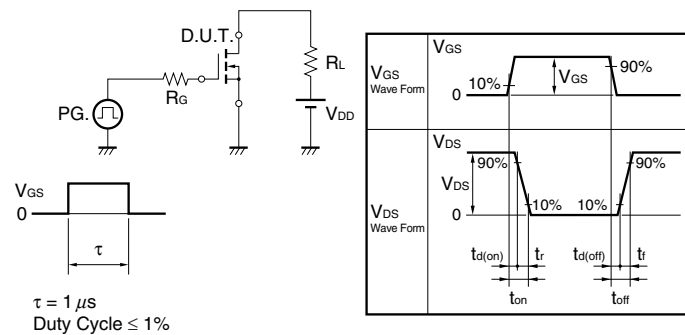 D.U.T.
RL
RG
PG.
VDD
VGS
0
τ
τ = 1 μs
Duty Cycle ≤ 1%
VGS
Wave Form
VGS
10%
VGS
90%
0
VDS
Wave Form
VDS
90%
90%
VDS
10%
10%
0
td(on)
tr
td(off)
tf
ton
toff